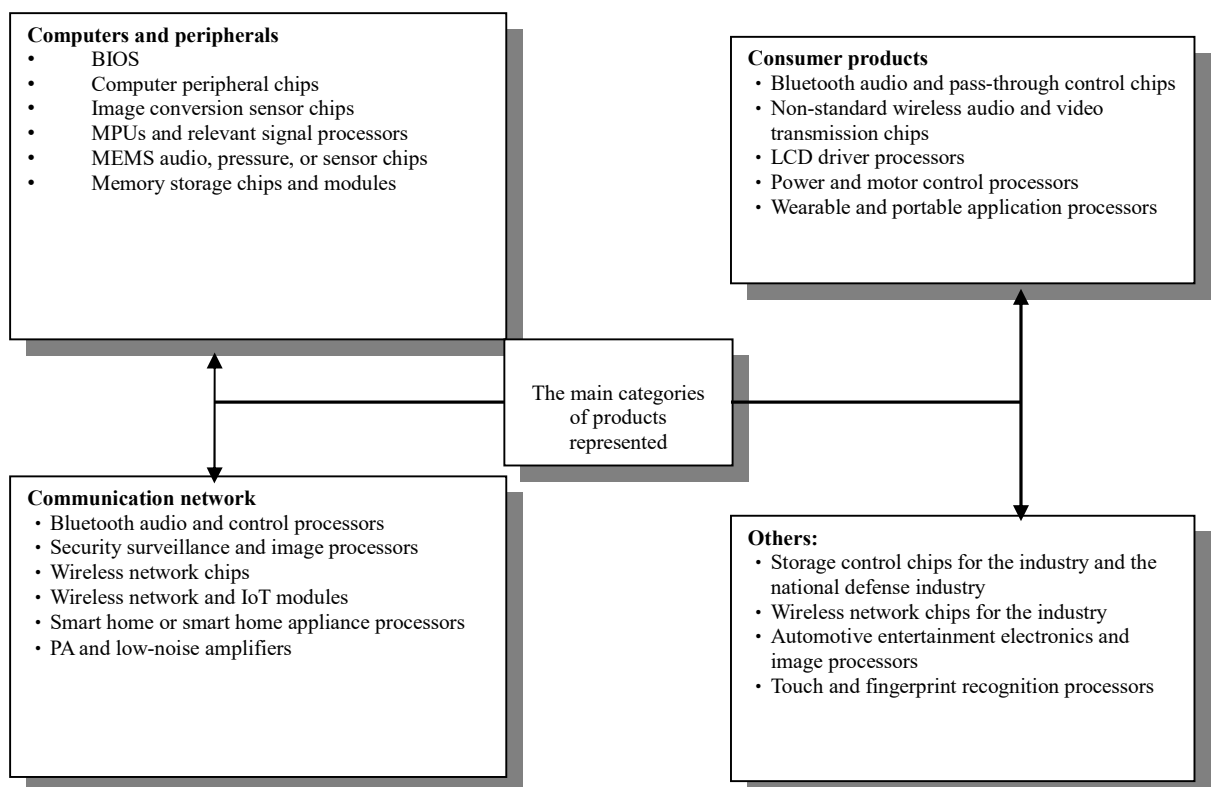 Computers and peripherals
• BIOS
• Computer peripheral chips
• Image conversion sensor chips
• MPUs and relevant signal processors
• MEMS audio, pressure, or sensor chips
• Memory storage chips and modules
Consumer products
・Bluetooth audio and pass-through control chips
・Non-standard wireless audio and video
transmission chips
・LCD driver processors
・Power and motor control processors
・Wearable and portable application processors
The main categories
of products
represented
Communication network
・Bluetooth audio and control processors
・Security surveillance and image processors
・Wireless network chips
・Wireless network and IoT modules
・Smart home or smart home appliance processors
・PA and low-noise amplifiers
Others:
・Storage control chips for the industry and the
national defense industry
・Wireless network chips for the industry
・Automotive entertainment electronics and
image processors
・Touch and fingerprint recognition processors